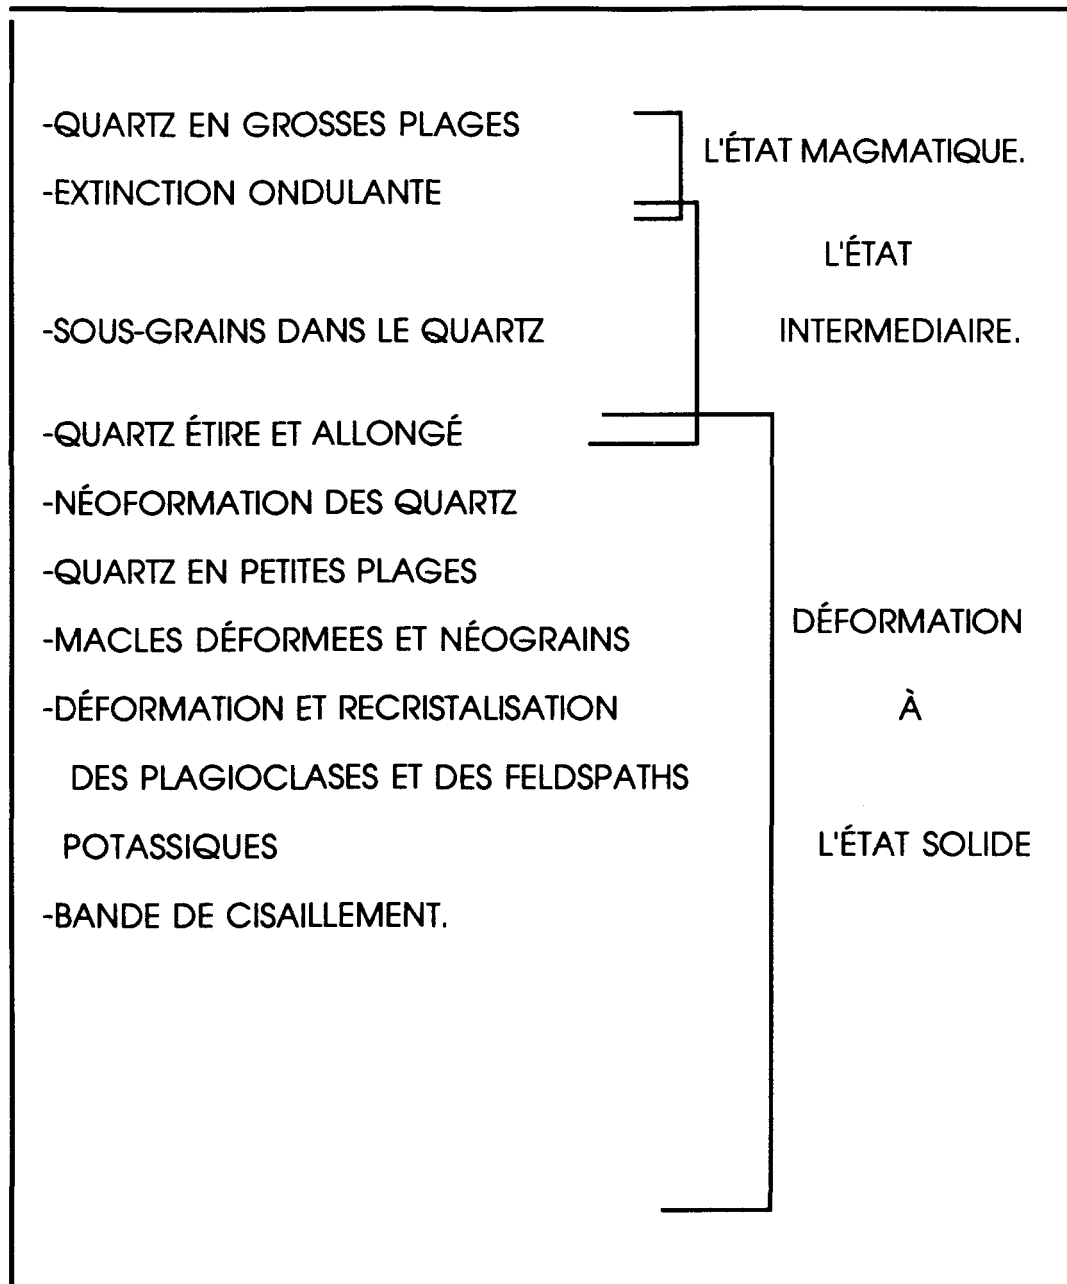 -QUARTZ EN GROSSES PLAGES
L'ÉTAT MAGMATIQUE.
-EXTINCTION ONDULANTE
L'ÉTAT
-SOUS-GRAINS DANS LE QUARTZ
INTERMEDIAIRE.
-QUARTZ ÉTIRE ET ALLONGÉ
-NÉOFORMATION DES QUARTZ
-QUARTZ EN PETITES PLAGES
DÉFORMATION
-MACLES DÉFORMEES ET NÉOGRAINS
-DÉFORMATION ET RECRISTALISATION
À
DES PLAGIOCLASES ET DES FELDSPATHS
POTASSIQUES
L'ÉTAT SOLIDE
-BANDE DE CISAILLEMENT.